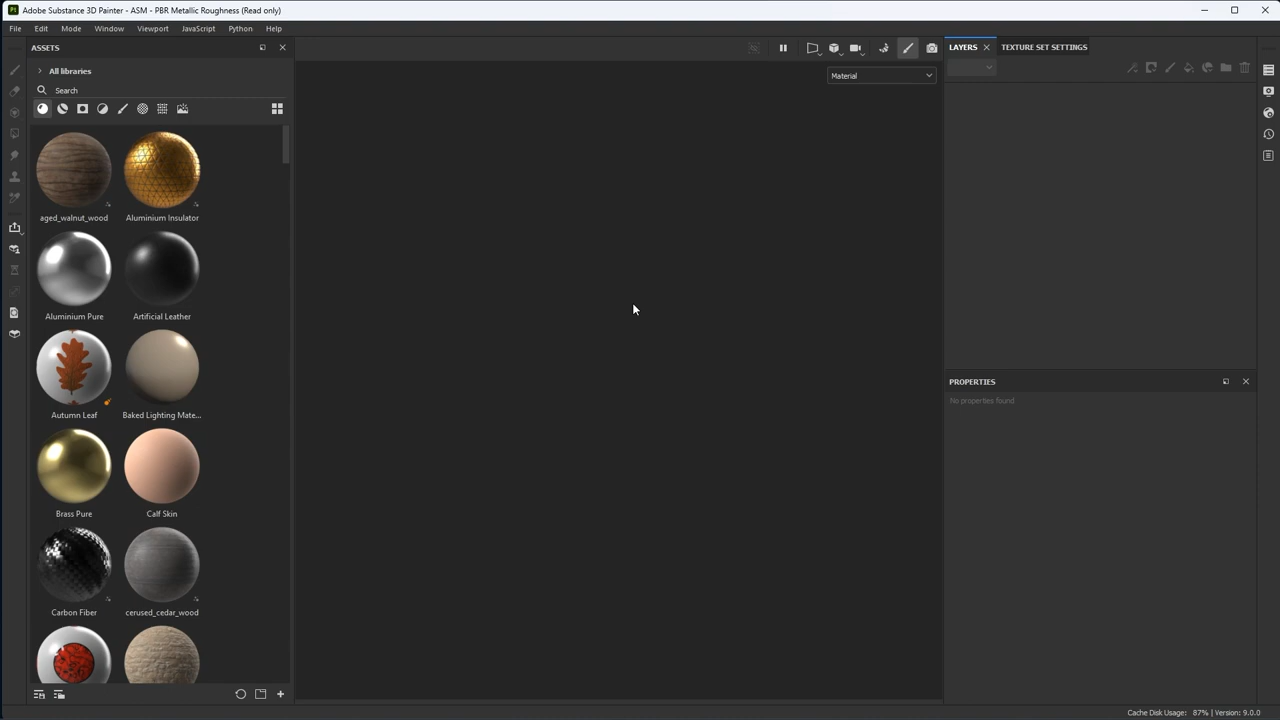 Pt Adobe Substance 3D Painter - ASM - PBR Metallic Roughness (Read only)
File Edit Mode Window Viewport JavaScript Python Help
ASSETS
All libraries
Search
aged_walnut_wood
Aluminium Insulator
Aluminium Pure
Artificial Leather
Autumn Leaf
Baked Lighting Mate...
Brass Pure
Calf Skin
Carbon Fiber
cerused_cedar_wood
Material
LAYERS
TEXTURE SET SETTINGS
PROPERTIES
No properties found
Cache Disk Usage: 87% | Version: 9.0.0